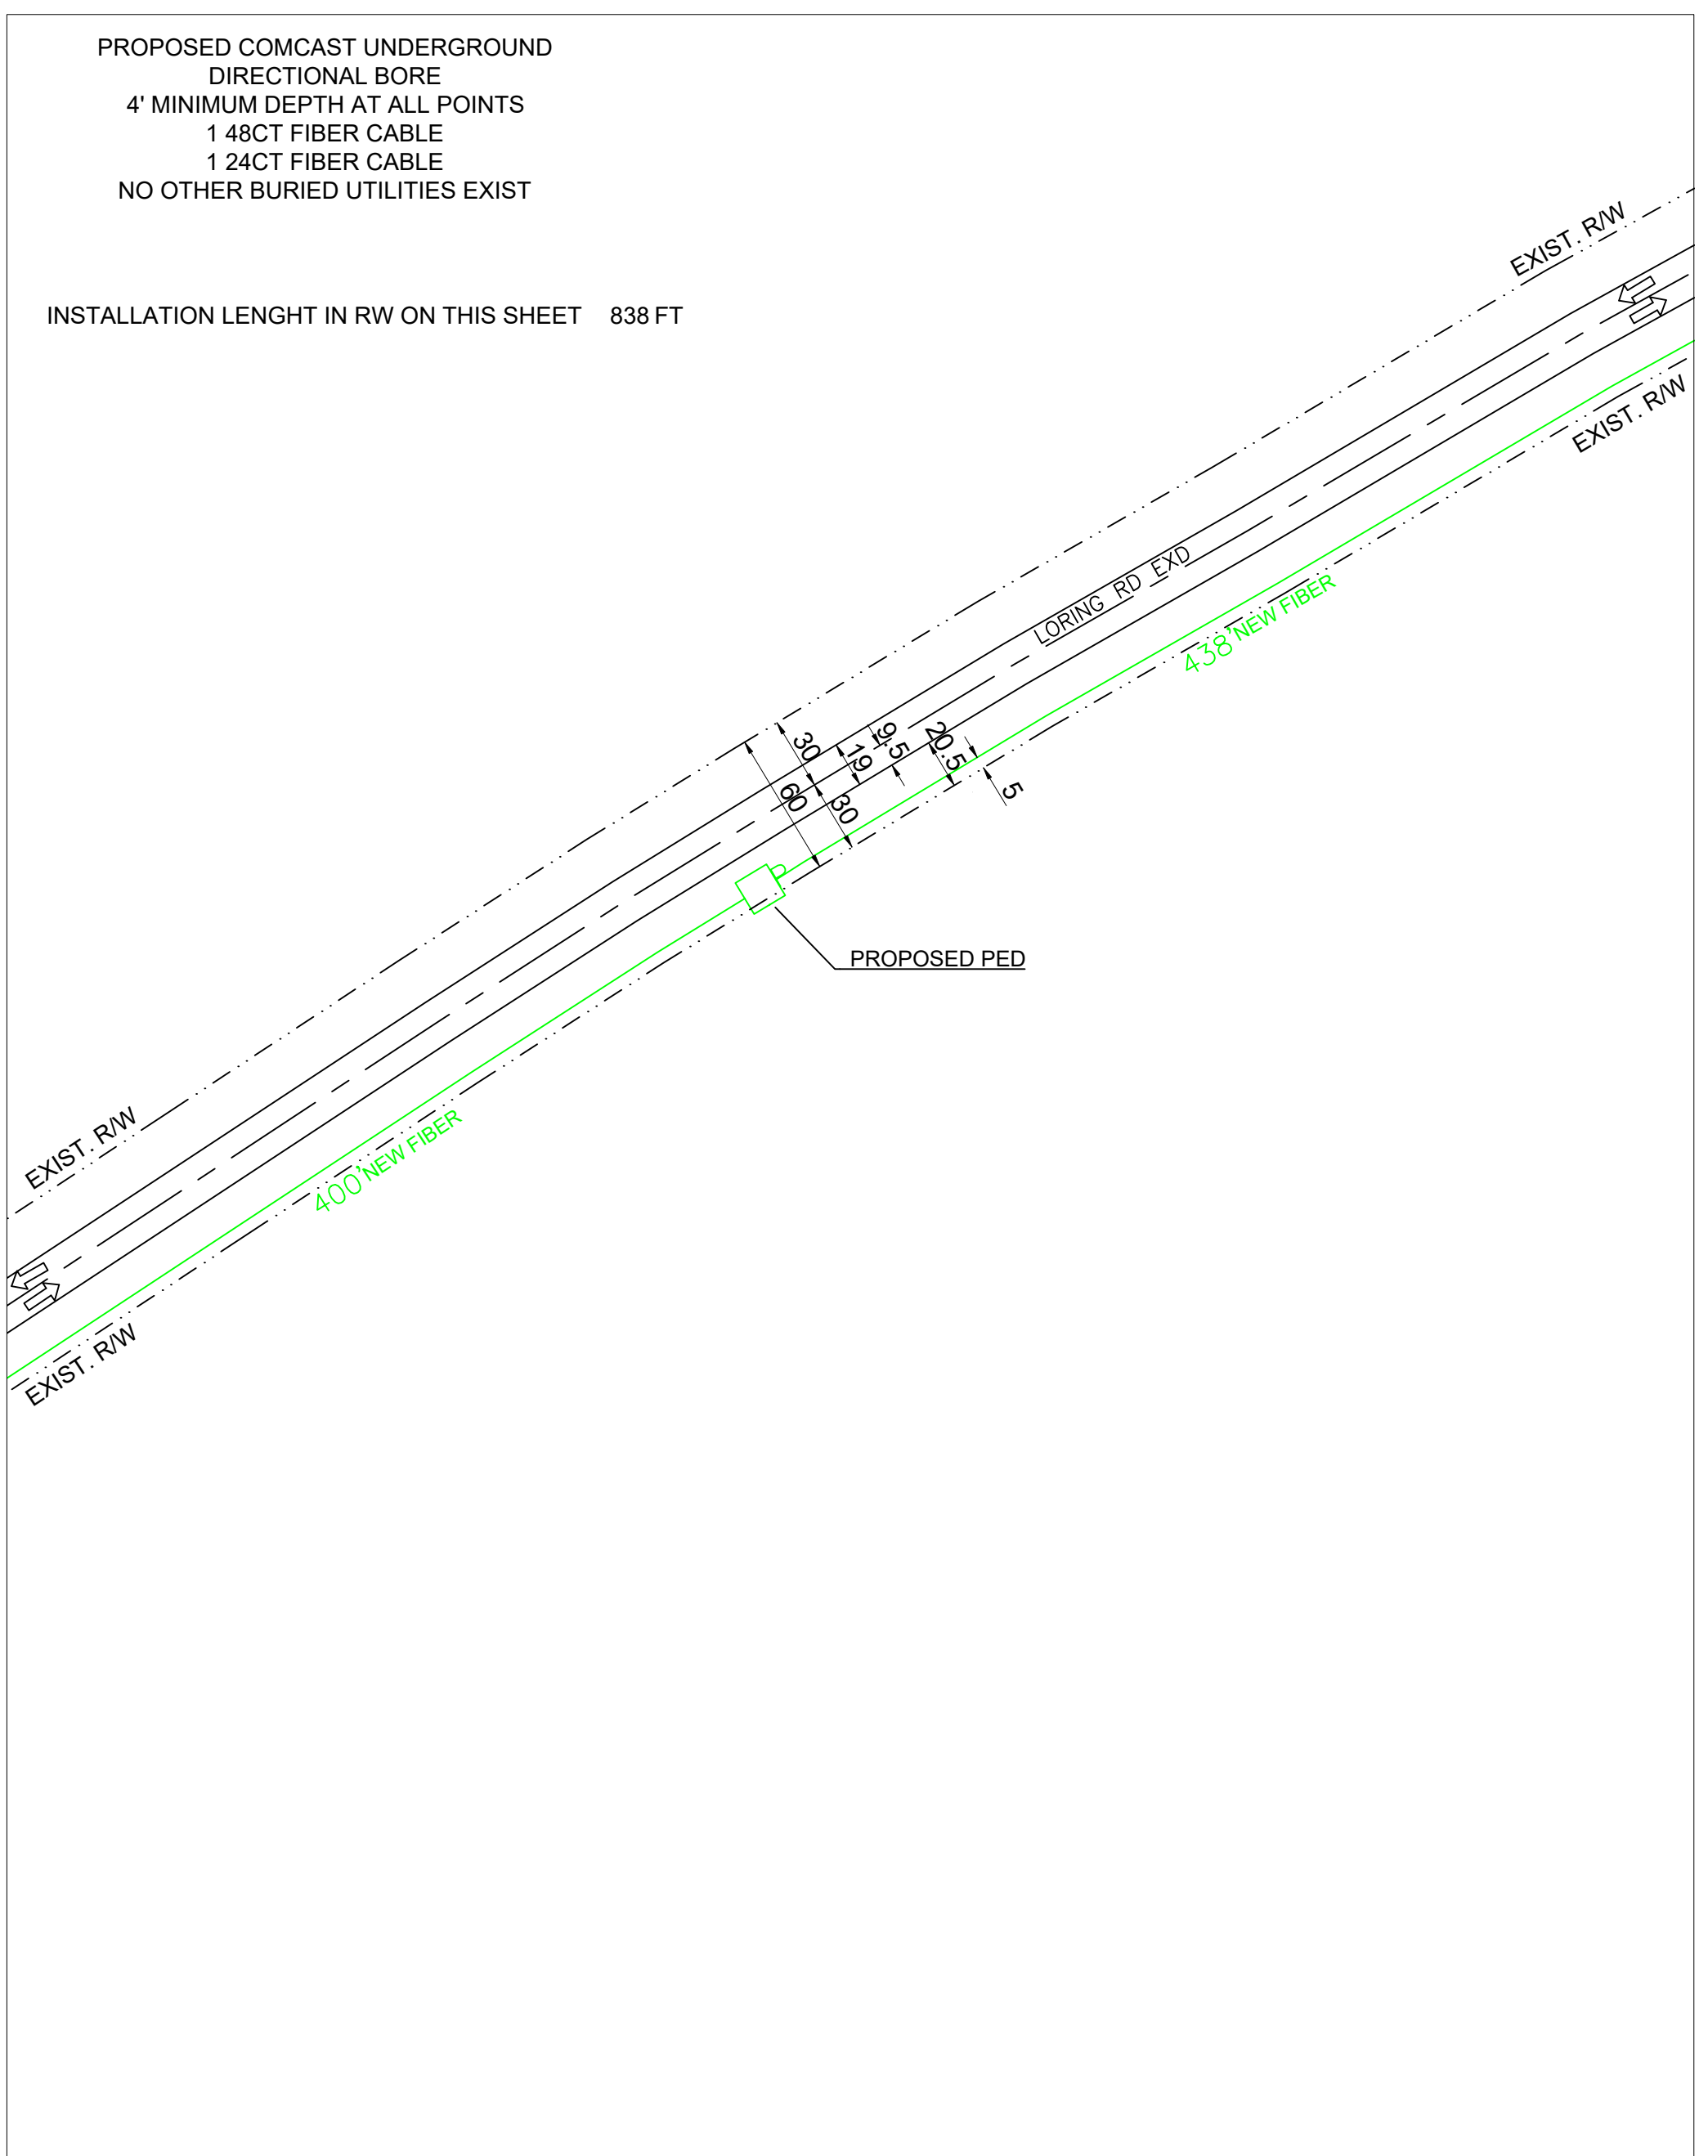 PROPOSED COMCAST UNDERGROUND
DIRECTIONAL BORE
4' MINIMUM DEPTH AT ALL POINTS
1 48CT FIBER CABLE
1 24CT FIBER CABLE
NO OTHER BURIED UTILITIES EXIST
INSTALLATION LENGHT IN RW ON THIS SHEET 838 FT
EXIST. R/W
EXIST. R/W
LORING RD EXD
438' NEW FIBER
30
19
9.5
20.5
5
60
30
P
PROPOSED PED
EXIST. R/W
400' NEW FIBER
EXIST. R/W